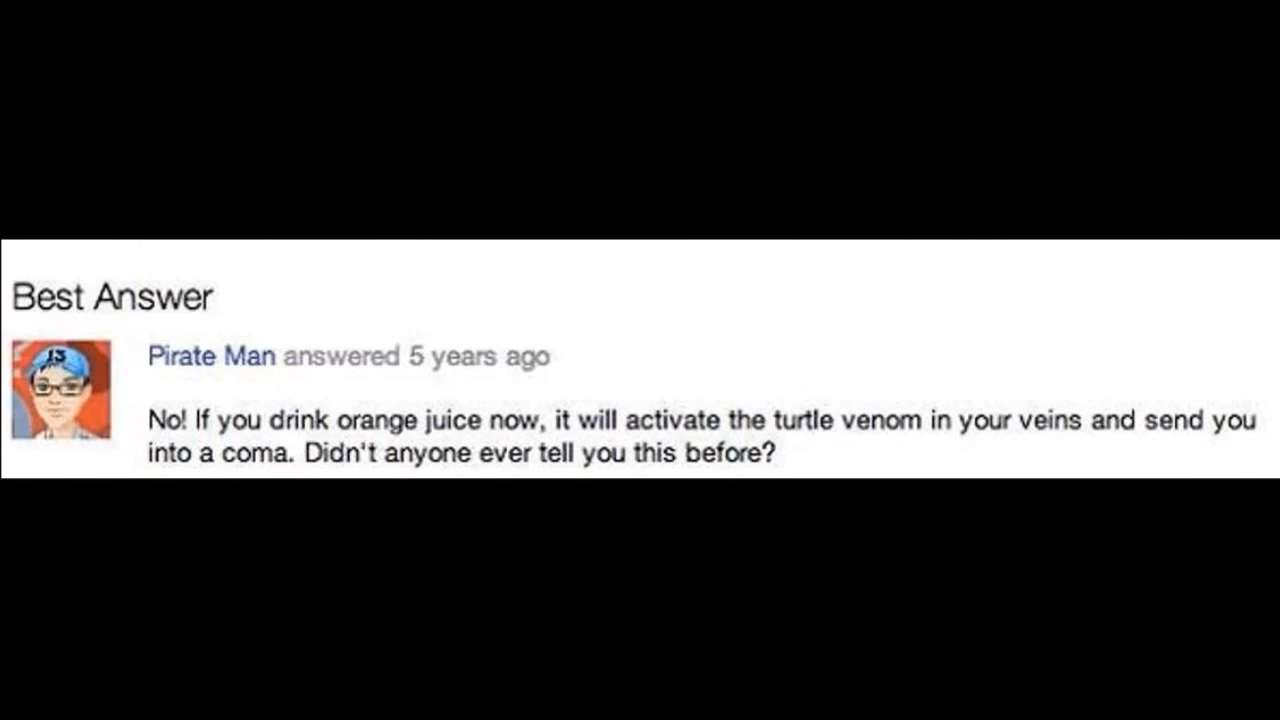 Best Answer
13
Pirate Man answered 5 years ago
No! If you drink orange juice now, it will activate the turtle venom in your veins and send you
into a coma. Didn't anyone ever tell you this before?